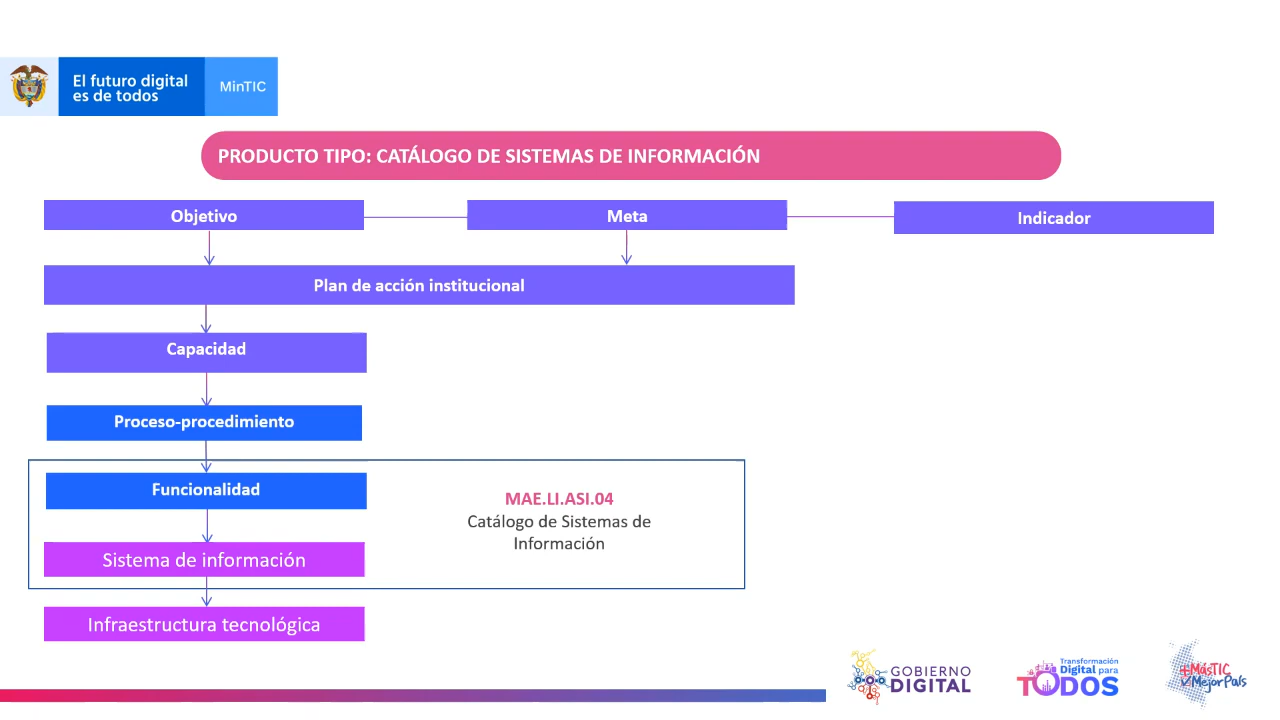 El futuro digital
es de todos
MinTIC
PRODUCTO TIPO: CATÁLOGO DE SISTEMAS DE INFORMACIÓN
Objetivo
Meta
Indicador
Plan de acción institucional
Capacidad
Proceso-procedimiento
Funcionalidad
MAE.LI.ASI.04
Catálogo de Sistemas de
Información
Sistema de información
Infraestructura tecnológica
GOBIERNO
DIGITAL
Transformación
Digital para
TODOS
+MásTIC
✓MejorPaís